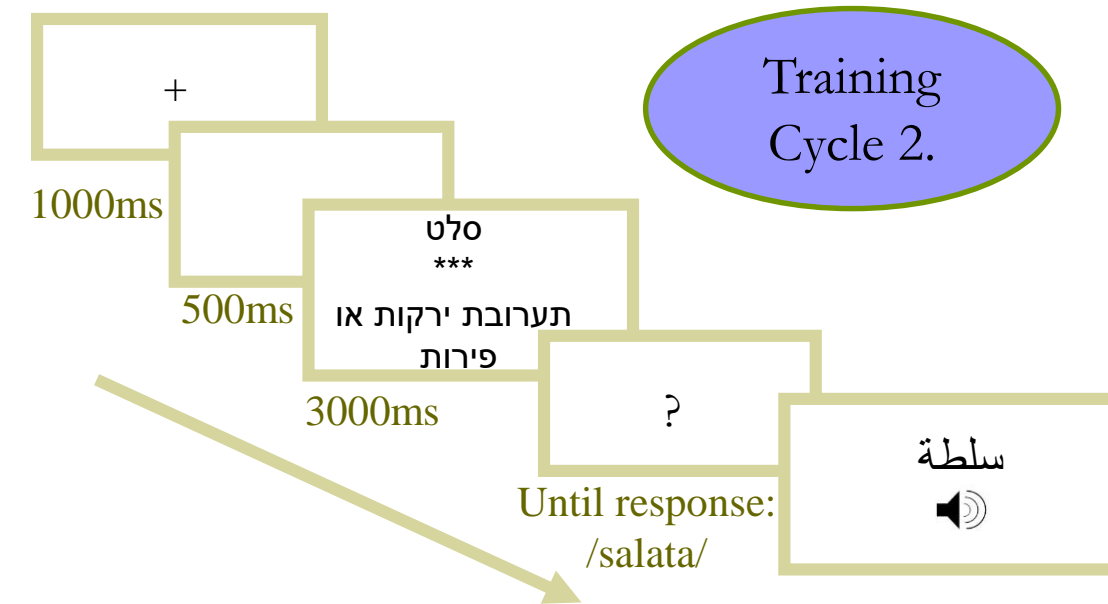 +
1000ms
Training
Cycle 2.
500ms
סלט
***
תערובת ירקות או
פירות
3000ms
?
Until response:
/salata/
سلطة